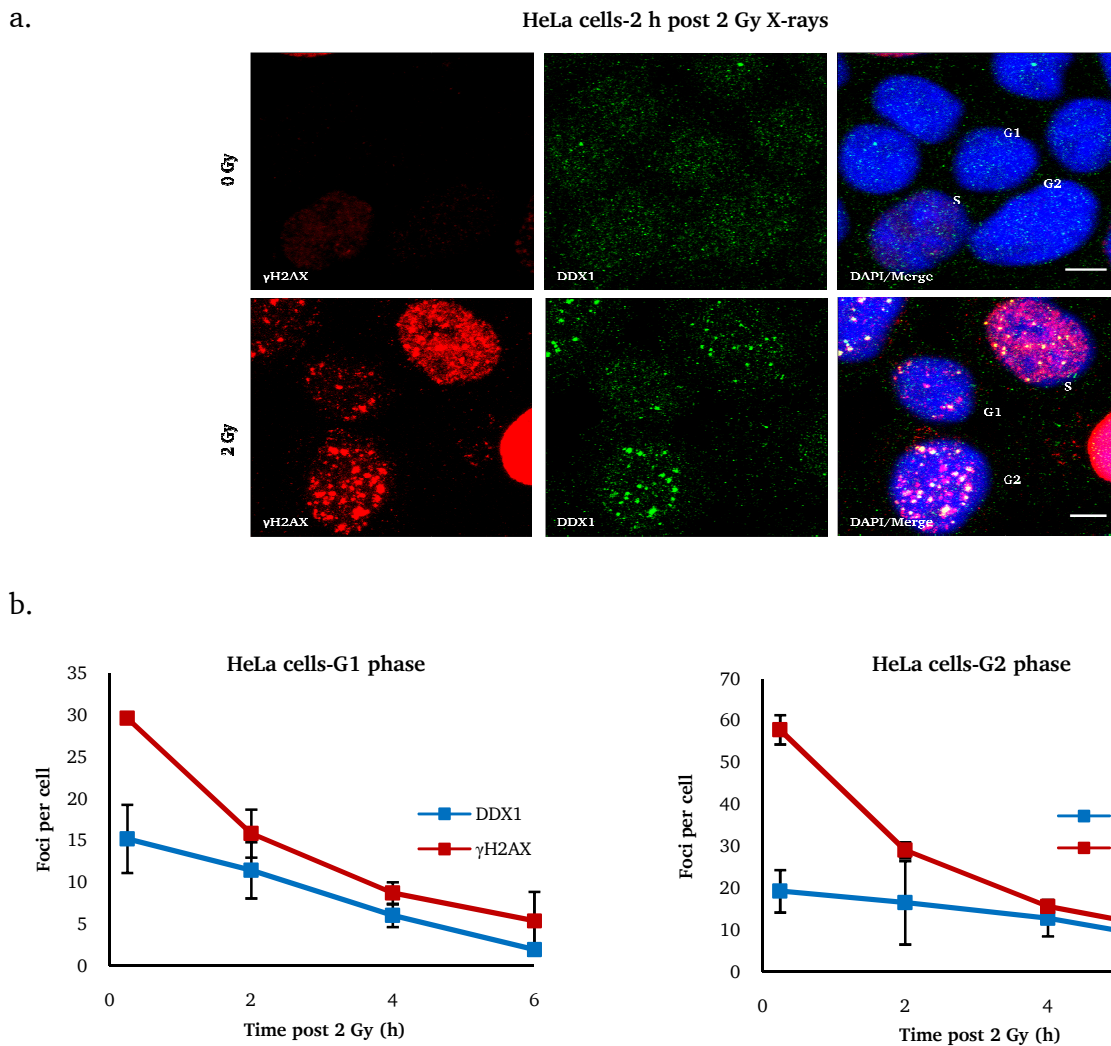 a.
HeLa cells-2 h post 2 Gy X-rays
0 Gy
γH2AX
DDX1
G1
G2
S
DAPI/Merge
2 Gy
γH2AX
DDX1
S
G1
G2
DAPI/Merge
b.
HeLa cells-G1 phase
35
30
25
20
15
10
5
0
0
2
4
6
Foci per cell
Time post 2 Gy (h)
DDX1
γH2AX
HeLa cells-G2 phase
70
60
50
40
30
20
10
0
0
2
4
Foci per cell
Time post 2 Gy (h)